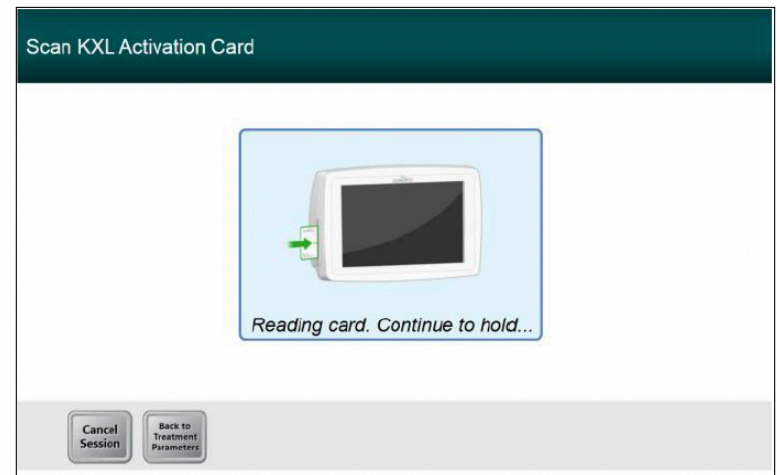 Scan KXL Activation Card
Reading card. Continue to hold...
Cancel
Session
Back to
Treatment
Parameters